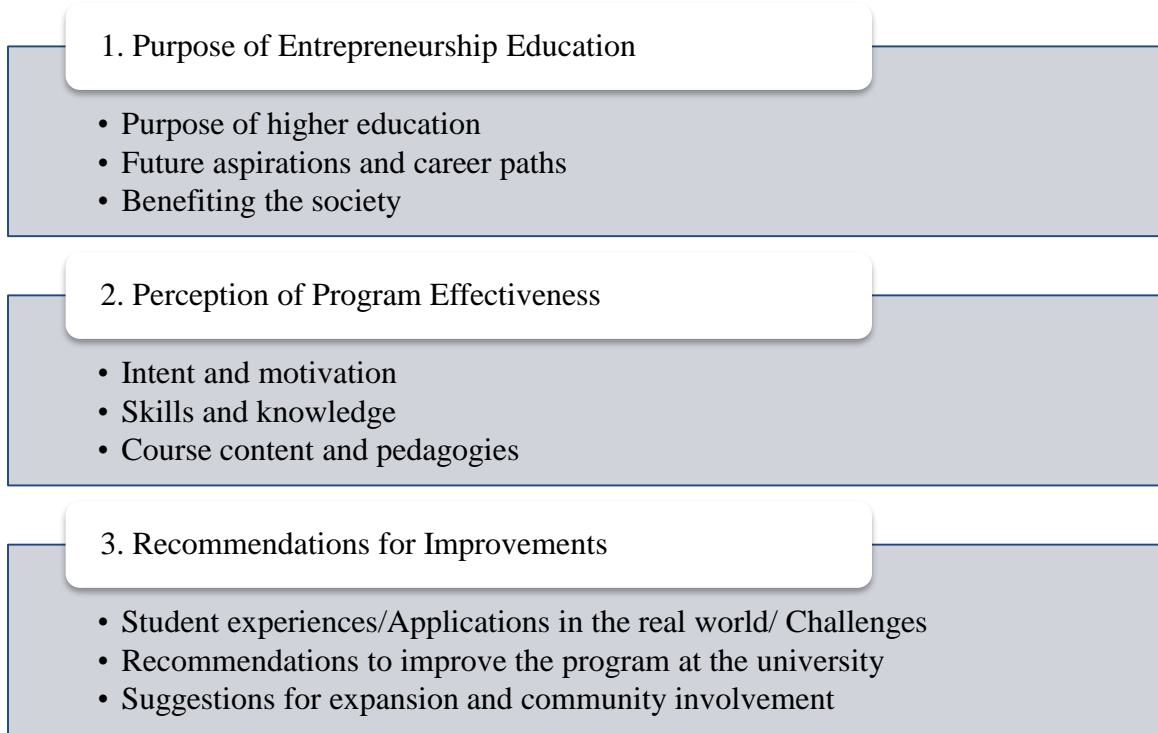 1. Purpose of Entrepreneurship Education
• Purpose of higher education
• Future aspirations and career paths
• Benefiting the society
2. Perception of Program Effectiveness
• Intent and motivation
• Skills and knowledge
• Course content and pedagogies
3. Recommendations for Improvements
• Student experiences/Applications in the real world/ Challenges
• Recommendations to improve the program at the university
• Suggestions for expansion and community involvement